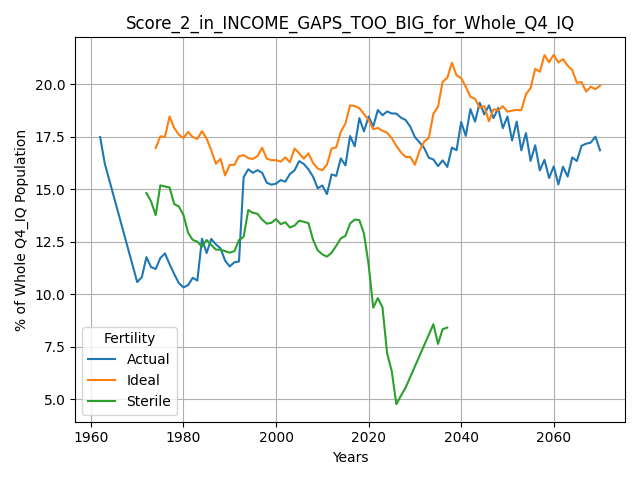 Score_2_in_INCOME_GAPS_TOO_BIG_for_Whole_Q4_IQ
% of Whole Q4_IQ Population
20.0
17.5
15.0
12.5
10.0
7.5
5.0
Fertility
Actual
Ideal
Sterile
1960 1980 2000 2020 2040 2060
Years